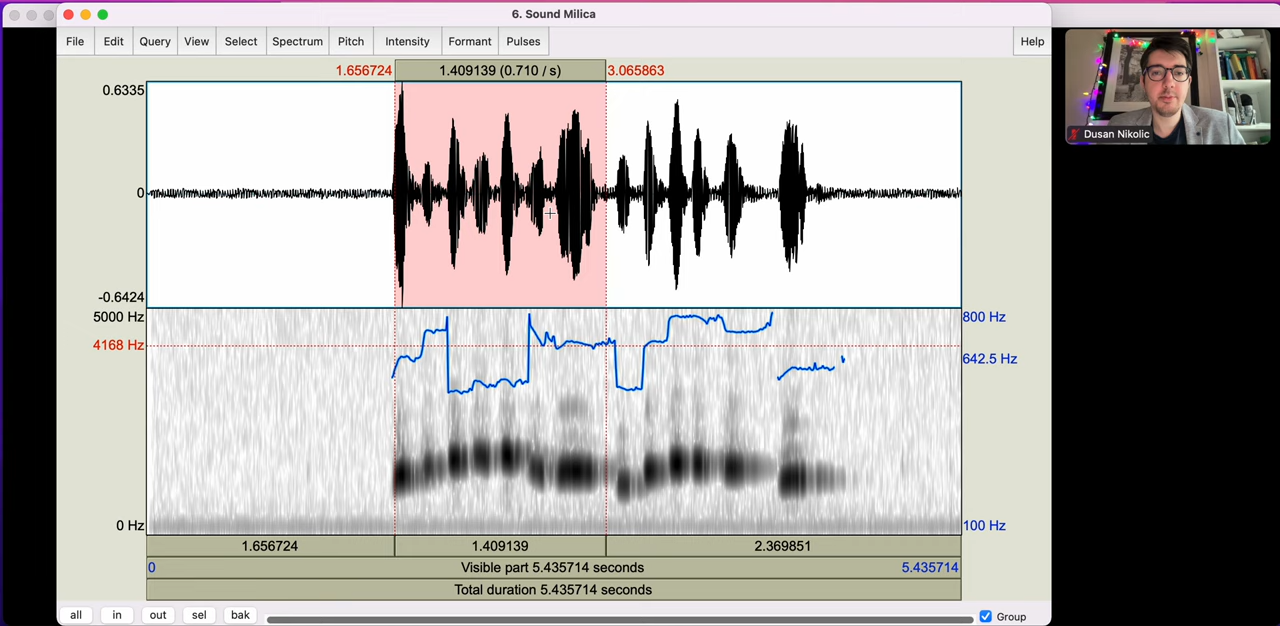 6. Sound Milica
File Edit Query View Select Spectrum Pitch Intensity Formant Pulses Help
1.656724 1.409139 (0.710 / s) 3.065863
0.6335
0
-0.6424
5000 Hz 800 Hz
4168 Hz 642.5 Hz
0 Hz 100 Hz
1.656724 1.409139 2.369851
0 Visible part 5.435714 seconds 5.435714
Total duration 5.435714 seconds
all in out sel bak Group
Dusan Nikolic